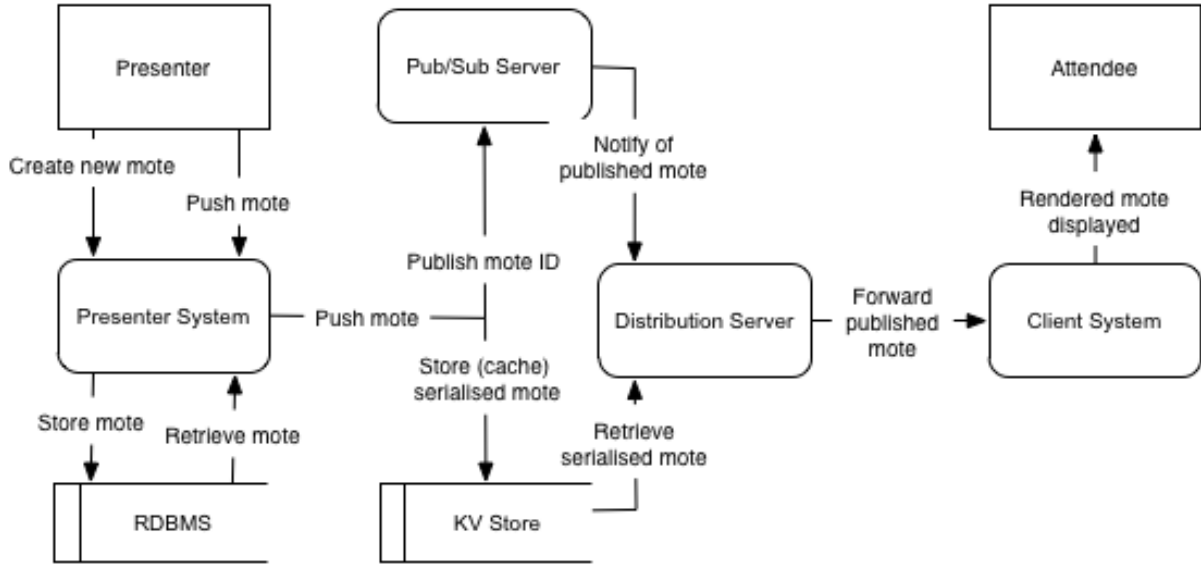 Presenter
Pub/Sub Server
Attendee
Create new mote
Push mote
Notify of
published mote
Rendered mote
displayed
Publish mote ID
Presenter System
Push mote
Distribution Server
Forward
published
mote
Client System
Store (cache)
serialised mote
Store mote
Retrieve mote
Retrieve
serialised mote
RDBMS
KV Store